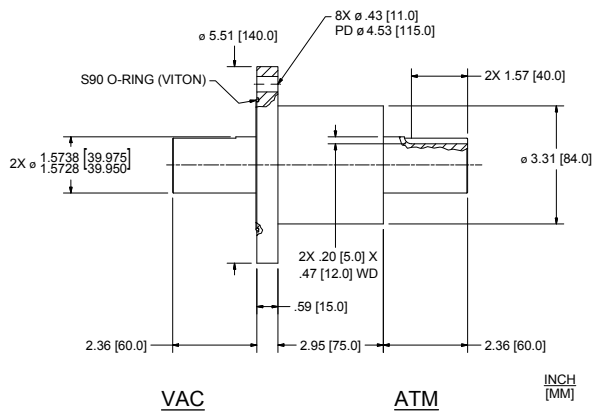 8X ø .43 [11.0]
PD ø 4.53 [115.0]
ø 5.51 [140.0]
S90 O-RING (VITON)
2X 1.57 [40.0]
2X ø 1.5738 [39.975]
1.5728 [39.950]
ø 3.31 [84.0]
2X .20 [5.0] X
.47 [12.0] WD
.59 [15.0]
2.36 [60.0]
2.95 [75.0]
2.36 [60.0]
VAC
ATM
INCH
[MM]